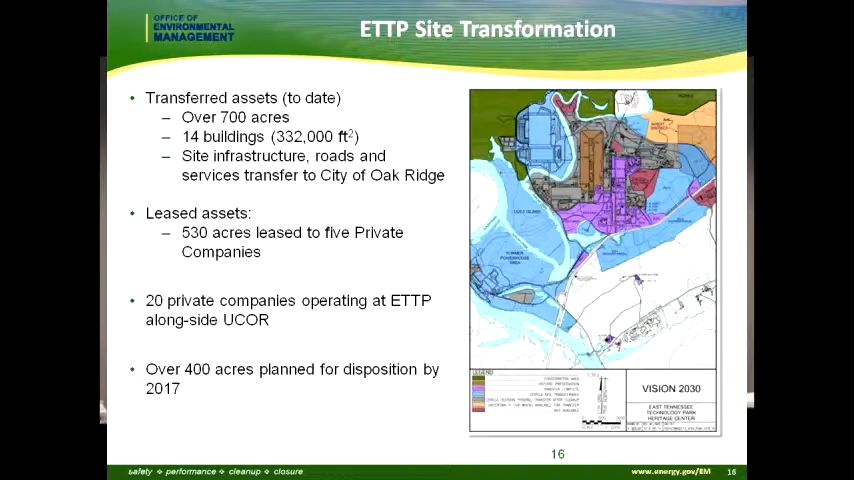 OFFICE OF
ENVIRONMENTAL
MANAGEMENT
ETTP Site Transformation
• Transferred assets (to date)
– Over 700 acres
– 14 buildings (332,000 ft2)
– Site infrastructure, roads and
services transfer to City of Oak Ridge
• Leased assets:
– 530 acres leased to five Private
Companies
• 20 private companies operating at ETTP
along-side UCOR
• Over 400 acres planned for disposition by
2017
LEGEND
VISION 2030
EAST TENNESSEE
TECHNOLOGY PARK
HERITAGE CENTER
16
safety ❖ performance ❖ cleanup ❖ closure
www.energy.gov/EM 16